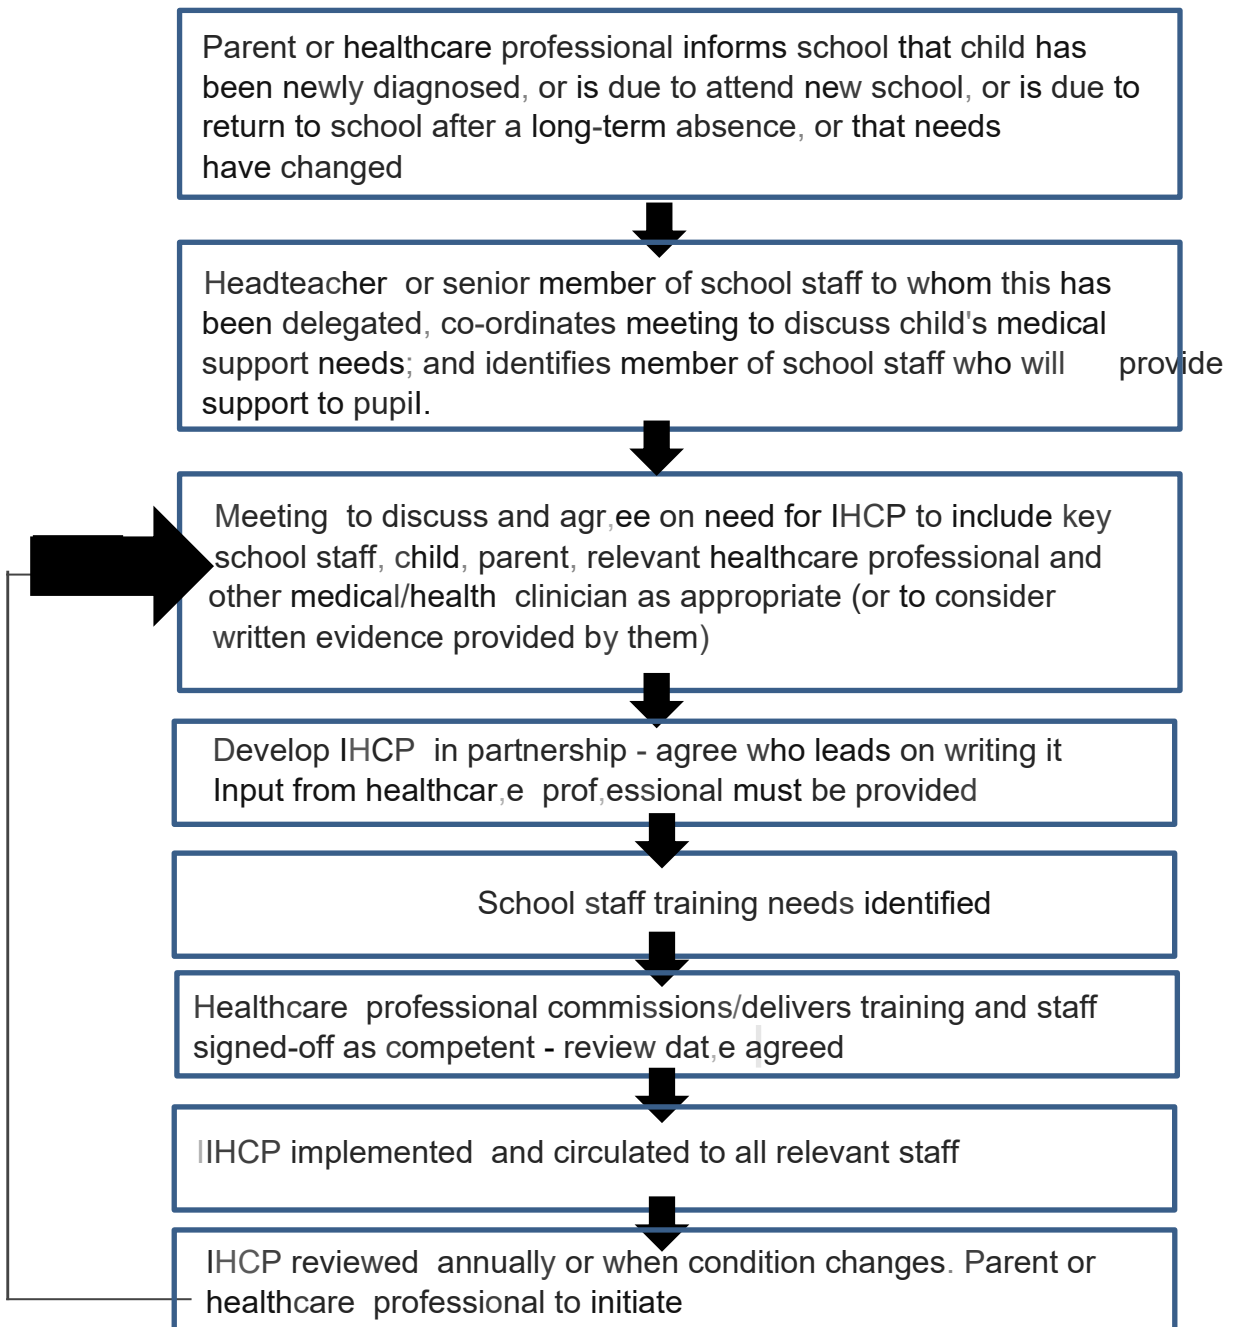 Parent or healthcare professional informs school that child has
been newly diagnosed, or is due to attend new school, or is due to
return to school after a long-term absence, or that needs
have changed
Headteacher or senior member of school staff to whom this has
been delegated, co-ordinates meeting to discuss child's medical
support needs; and identifies member of school staff who will provide
support to pupil.
Meeting to discuss and agr,ee on need for IHCP to include key
school staff, child, parent, relevant healthcare professional and
other medical/health clinician as appropriate (or to consider
written evidence provided by them)
Develop IHCP in partnership - agree who leads on writing it
Input from healthcar,e prof,essional must be provided
School staff training needs identified
Healthcare professional commissions/delivers training and staff
signed-off as competent - review dat,e agreed
IIHCP implemented and circulated to all relevant staff
IHCP reviewed annually or when condition changes. Parent or
healthcare professional to initiate